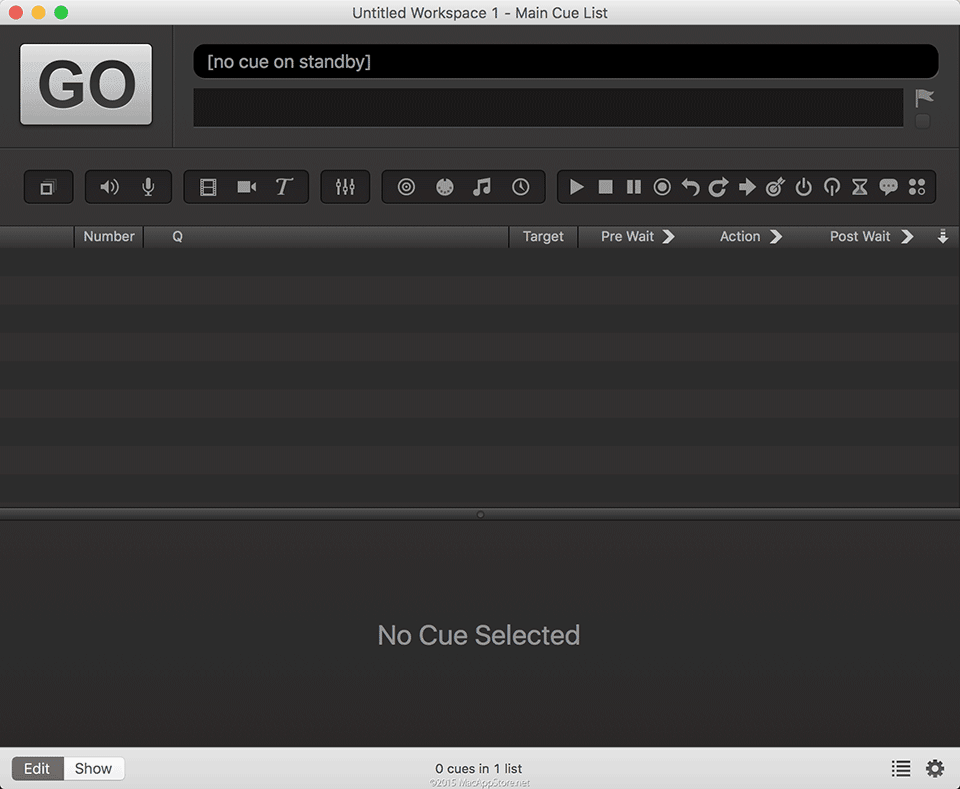 Untitled Workspace 1 - Main Cue List
GO
[no cue on standby]
T
Number Q Target Pre Wait Action Post Wait
No Cue Selected
Edit Show 0 cues in 1 list
©2015 MacAppStore.net